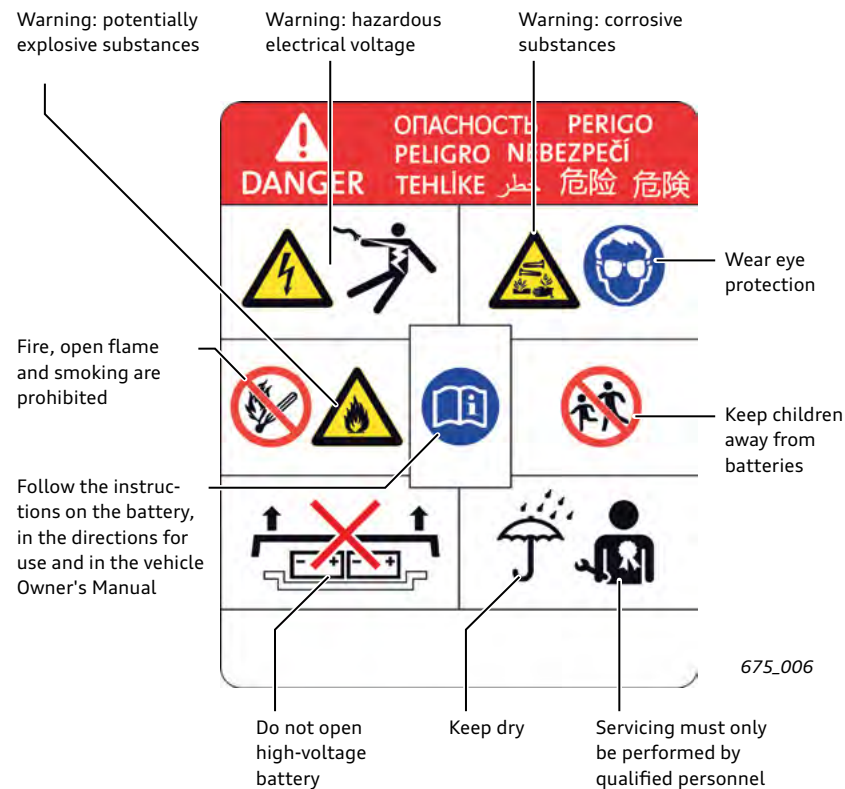 Warning: potentially
explosive substances
Warning: hazardous
electrical voltage
Warning: corrosive
substances
DANGER
ОПАСНОСТЬ PERIGO
PELIGRO NEBEZPEČÍ
TEHLİKE خطر 危险 危険
Wear eye
protection
Fire, open flame
and smoking are
prohibited
Keep children
away from
batteries
Follow the instruc-
tions on the battery,
in the directions for
use and in the vehicle
Owner's Manual
- + - +
675_006
Do not open
high-voltage
battery
Keep dry
Servicing must only
be performed by
qualified personnel